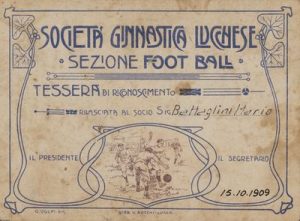 SOCIETÀ GINNASTICA LUCCHESE
SEZIONE FOOT BALL
TESSERA DI RICONOSCIMENTO
RILASCIATA AL SOCIO Sig. Battaglini Mario
IL PRESIDENTE
IL SEGRETARIO
15.10.1909